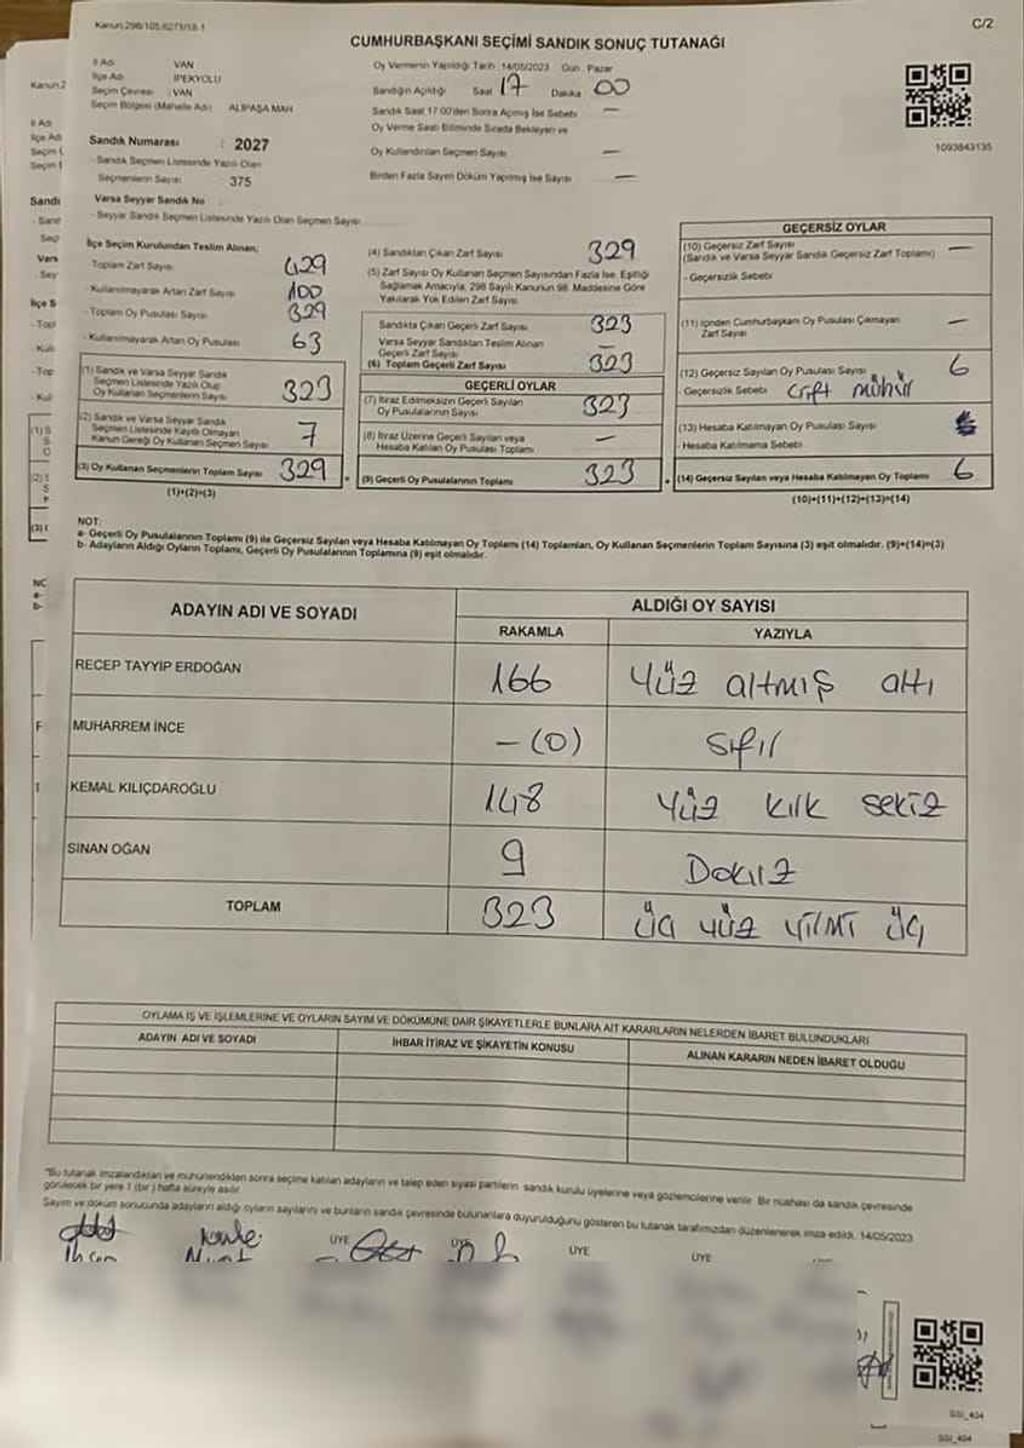 Kanun 298/105,6271/18-1
C/2
CUMHURBAŞKANI SEÇİMİ SANDIK SONUÇ TUTANAĞI
İl Adı VAN
İlçe Adı İPEKYOLU
Seçim Çevresi : VAN
Seçim Bölgesi (Mahalle Adı) ALİPAŞA MAH
Sandık Numarası : 2027
- Sandık Seçmen Listesinde Yazılı Olan
Seçmenlerin Sayısı 375
Varsa Seyyar Sandık No
- Seyyar Sandık Seçmen Listesinde Yazılı Olan Seçmen Sayısı
Oy Vermenin Yapıldığı Tarih : 14/05/2023 Gün : Pazar
Sandığın Açıldığı Saat 17 Dakika 00
Sandık Saat 17:00'den Sonra Açılmış İse Sebebi —
Oy Verme Saati Bitiminde Sırada Bekleyen ve
Oy Kullandırılan Seçmen Sayısı —
Birden Fazla Sayım Döküm Yapılmış İse Sayısı —
1093843135
İlçe Seçim Kurulundan Teslim Alınan;
Toplam Zarf Sayısı 429
- Kullanılmayarak Artan Zarf Sayısı 100
- Toplam Oy Pusulası Sayısı 329
- Kullanılmayarak Artan Oy Pusulası 63
(1) Sandık ve Varsa Seyyar Sandık
Seçmen Listesinde Yazılı Olup
Oy Kullanan Seçmenlerin Sayısı 323
(2) Sandık ve Varsa Seyyar Sandık
Seçmen Listesinde Kayıtlı Olmayan
Kanun Gereği Oy Kullanan Seçmen Sayısı 7
(3) Oy Kullanan Seçmenlerin Toplam Sayısı 329
(1)+(2)=(3)
(4) Sandıktan Çıkan Zarf Sayısı 329
(5) Zarf Sayısı Oy Kullanan Seçmen Sayısından Fazla İse, Eşitliği
Sağlamak Amacıyla, 298 Sayılı Kanunun 98. Maddesine Göre
Yakılarak Yok Edilen Zarf Sayısı
Sandıkta Çıkan Geçerli Zarf Sayısı 323
Varsa Seyyar Sandıktan Teslim Alınan
Geçerli Zarf Sayısı —
(6) Toplam Geçerli Zarf Sayısı 323
GEÇERLİ OYLAR
(7) İtiraz Edilmeksizin Geçerli Sayılan
Oy Pusulalarının Sayısı 323
(8) İtiraz Üzerine Geçerli Sayılan veya
Hesaba Katılan Oy Pusulası Toplamı —
(9) Geçerli Oy Pusulalarının Toplamı 323
GEÇERSİZ OYLAR
(10) Geçersiz Zarf Sayısı —
(Sandık ve Varsa Seyyar Sandık Geçersiz Zarf Toplamı)
- Geçersizlik Sebebi
(11) İçinden Cumhurbaşkanı Oy Pusulası Çıkmayan
Zarf Sayısı —
(12) Geçersiz Sayılan Oy Pusulası Sayısı 6
- Geçersizlik Sebebi Çift mühür
(13) Hesaba Katılmayan Oy Pusulası Sayısı
- Hesaba Katılmama Sebebi
(14) Geçersiz Sayılan veya Hesaba Katılmayan Oy Toplamı 6
(10)+(11)+(12)+(13)=(14)
NOT:
a- Geçerli Oy Pusulalarının Toplamı (9) ile Geçersiz Sayılan veya Hesaba Katılmayan Oy Toplamı (14) Toplamları, Oy Kullanan Seçmenlerin Toplam Sayısına (3) eşit olmalıdır. (9)+(14)=(3)
b- Adayların Aldığı Oyların Toplamı, Geçerli Oy Pusulalarının Toplamına (9) eşit olmalıdır.
ADAYIN ADI VE SOYADI
ALDIĞI OY SAYISI
RAKAMLA YAZIYLA
RECEP TAYYİP ERDOĞAN 166 Yüz altmış altı
MUHARREM İNCE - (0) sıfır
KEMAL KILIÇDAROĞLU 148 Yüz kırk sekiz
SİNAN OĞAN 9 Dokuz
TOPLAM 323 üç yüz yirmi üç
OYLAMA İŞ VE İŞLEMLERİNE VE OYLARIN SAYIM VE DÖKÜMÜNE DAİR ŞİKAYETLERLE BUNLARA AİT KARARLARIN NELERDEN İBARET BULUNDUKLARI
ADAYIN ADI VE SOYADI İHBAR İTİRAZ VE ŞİKAYETİN KONUSU ALINAN KARARIN NEDEN İBARET OLDUĞU
"Bu tutanak imzalandıktan ve mühürlendikten sonra seçime katılan adayların ve talep eden siyasi partilerin sandık kurulu üyelerine veya gözlemcilerine verilir. Bir nüshası da sandık çevresinde
görülecek bir yere 1 (bir) hafta süreyle asılır.
Sayım ve döküm sonucunda adayların aldığı oyların sayılarını ve bunların sandık çevresinde bulunanlara duyurulduğunu gösteren bu tutanak tarafımızdan düzenlenerek imza edildi. 14/05/2023
ÜYE ÜYE ÜYE ÜYE
SSI_404
SSI_404